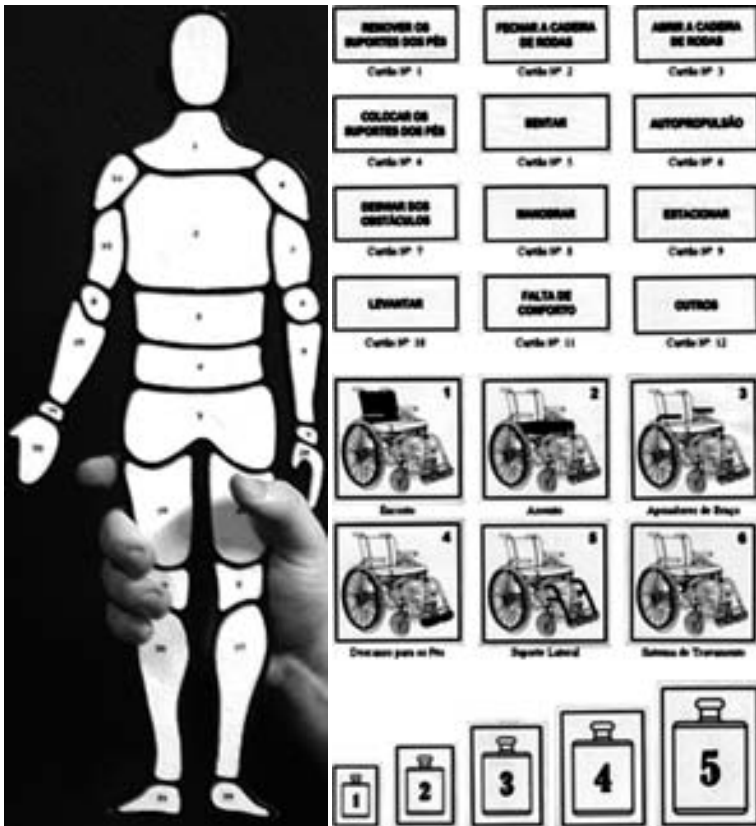 REMOVER OS
SUPORTES DOS PÉS
Cartão Nº 1
FECHAR A CADEIRA
DE RODAS
Cartão Nº 2
ABRIR A CADEIRA
DE RODAS
Cartão Nº 3
COLOCAR OS
SUPORTES DOS PÉS
Cartão Nº 4
SENTAR
Cartão Nº 5
AUTOPROPULSÃO
Cartão Nº 6
DESVIAR DOS
OBSTÁCULOS
Cartão Nº 7
MANOBRAR
Cartão Nº 8
ESTACIONAR
Cartão Nº 9
LEVANTAR
Cartão Nº 10
FALTA DE
CONFORTO
Cartão Nº 11
OUTROS
Cartão Nº 12
1
Encosto
2
Assento
3
Apoiadores de Braço
4
Descanso para os Pés
5
Suporte Lateral
6
Sistema de Travamento
1
2
3
4
5